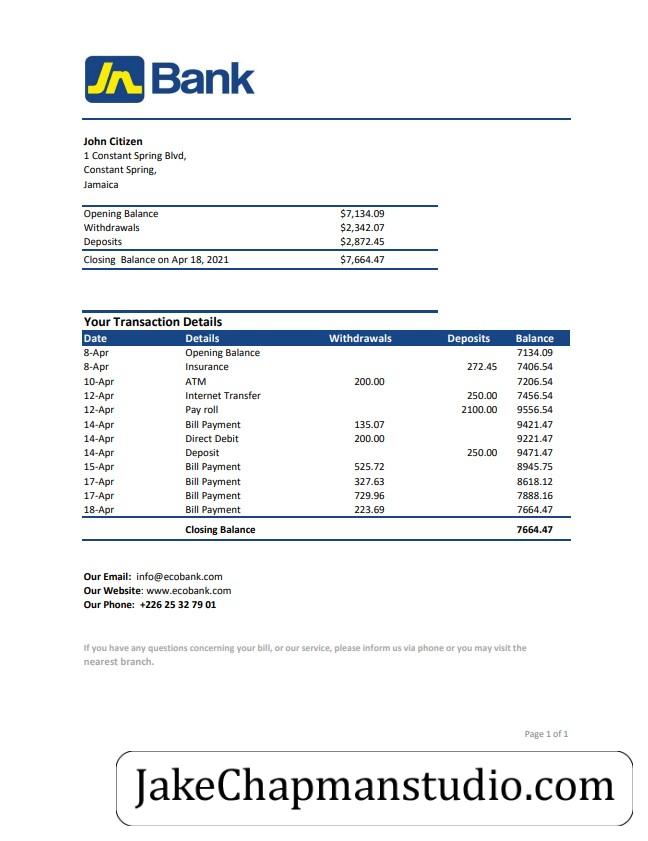 Jn Bank
John Citizen
1 Constant Spring Blvd,
Constant Spring,
Jamaica
Opening Balance $7,134.09
Withdrawals $2,342.07
Deposits $2,872.45
Closing Balance on Apr 18, 2021 $7,664.47
Your Transaction Details
Date Details Withdrawals Deposits Balance
8-Apr Opening Balance 7134.09
8-Apr Insurance 272.45 7406.54
10-Apr ATM 200.00 7206.54
12-Apr Internet Transfer 250.00 7456.54
12-Apr Pay roll 2100.00 9556.54
14-Apr Bill Payment 135.07 9421.47
14-Apr Direct Debit 200.00 9221.47
14-Apr Deposit 250.00 9471.47
15-Apr Bill Payment 525.72 8945.75
17-Apr Bill Payment 327.63 8618.12
17-Apr Bill Payment 729.96 7888.16
18-Apr Bill Payment 223.69 7664.47
Closing Balance 7664.47
Our Email: info@ecobank.com
Our Website: www.ecobank.com
Our Phone: +226 25 32 79 01
If you have any questions concerning your bill, or our service, please inform us via phone or you may visit the
nearest branch.
Page 1 of 1
JakeChapmanstudio.com